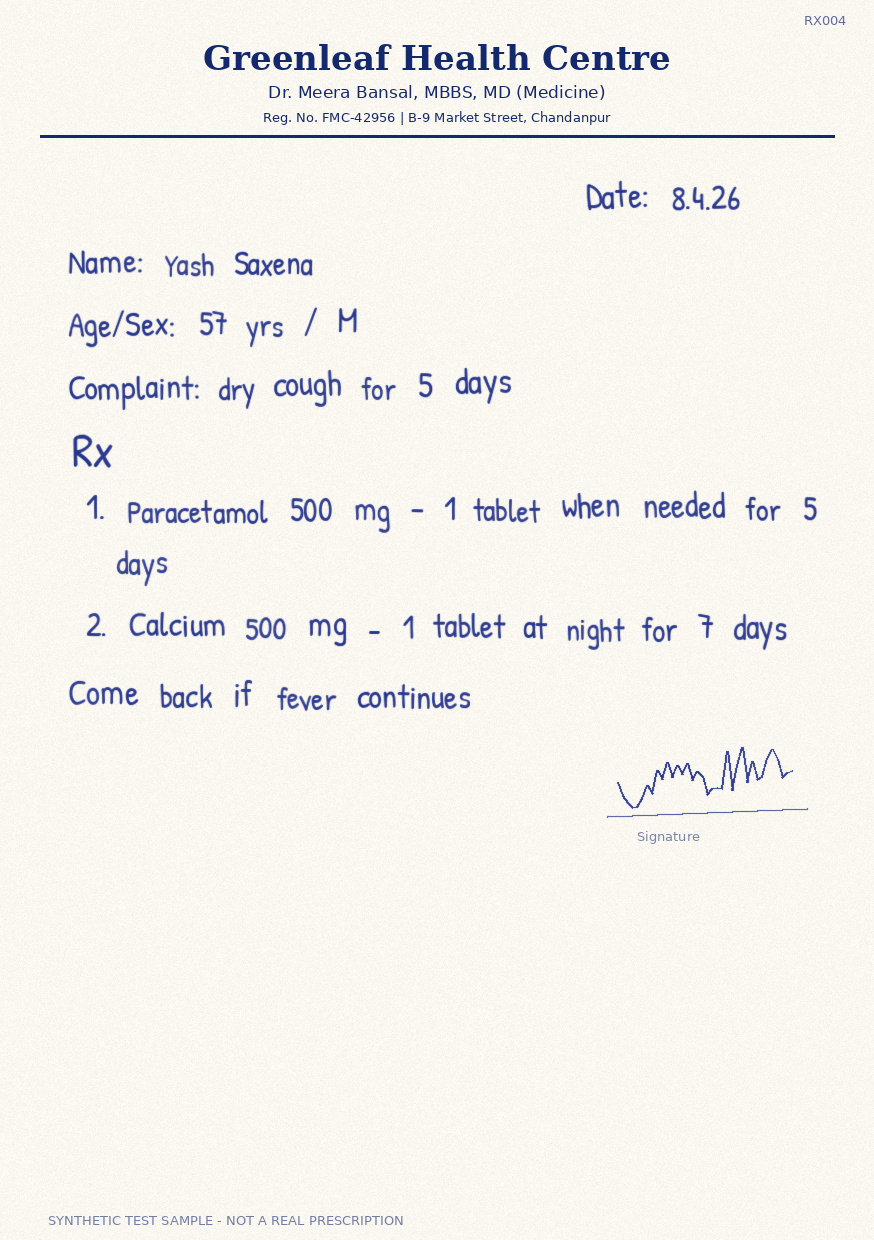 RX004
Greenleaf Health Centre
Dr. Meera Bansal, MBBS, MD (Medicine)
Reg. No. FMC-42956 | B-9 Market Street, Chandanpur
Date: 8.4.26
Name: Yash Saxena
Age/Sex: 57 yrs / M
Complaint: dry cough for 5 days
Rx
1. Paracetamol 500 mg - 1 tablet when needed for 5
days
2. Calcium 500 mg - 1 tablet at night for 7 days
Come back if fever continues
Signature
SYNTHETIC TEST SAMPLE - NOT A REAL PRESCRIPTION